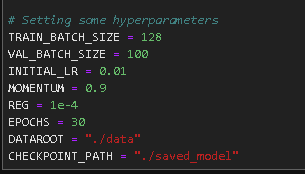 # Setting some hyperparameters
TRAIN_BATCH_SIZE = 128
VAL_BATCH_SIZE = 100
INITIAL_LR = 0.01
MOMENTUM = 0.9
REG = 1e-4
EPOCHS = 30
DATAROOT = "./data"
CHECKPOINT_PATH = "./saved_model"